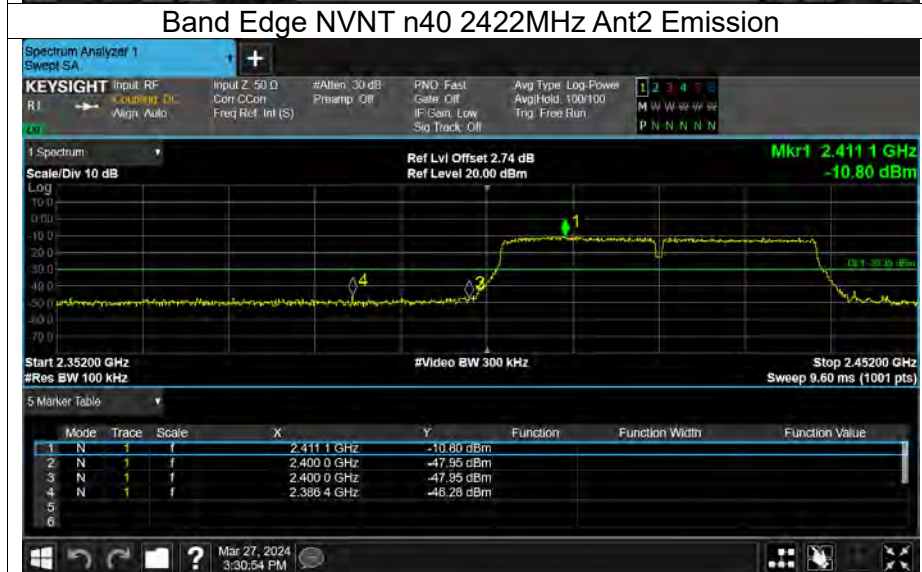 Band Edge NVNT n40 2422MHz Ant2 Emission
Spectrum Analyzer 1
Swept SA
+
KEYSIGHT Input: RF Input Z: 50 Ω #Atten: 30 dB PNO: Fast Avg Type: Log-Power 1 2 3 4 5 6
R1 Coupling: DC Corr CCorr Preamp: Off Gate: Off Avg|Hold: 100/100 M W W W W W
Align: Auto Freq Ref: Int (S) IF Gain: Low Trig: Free Run
Sig Track: Off P N N N N N
1 Spectrum Ref Lvl Offset 2.74 dB Mkr1 2.411 1 GHz
Scale/Div 10 dB Ref Level 20.00 dBm -10.80 dBm
Log
10.0
0.00
-10.0 1
-20.0
-30.0
-40.0 4 3
-50.0
-60.0
-70.0
Start 2.35200 GHz #Video BW 300 kHz Stop 2.45200 GHz
#Res BW 100 kHz Sweep 9.60 ms (1001 pts)
5 Marker Table
Mode Trace Scale X Y Function Function Width Function Value
1 N 1 f 2.411 1 GHz -10.80 dBm
2 N 1 f 2.400 0 GHz -47.95 dBm
3 N 1 f 2.400 0 GHz -47.95 dBm
4 N 1 f 2.386 4 GHz -46.28 dBm
5
6
? Mar 27, 2024
3:30:54 PM